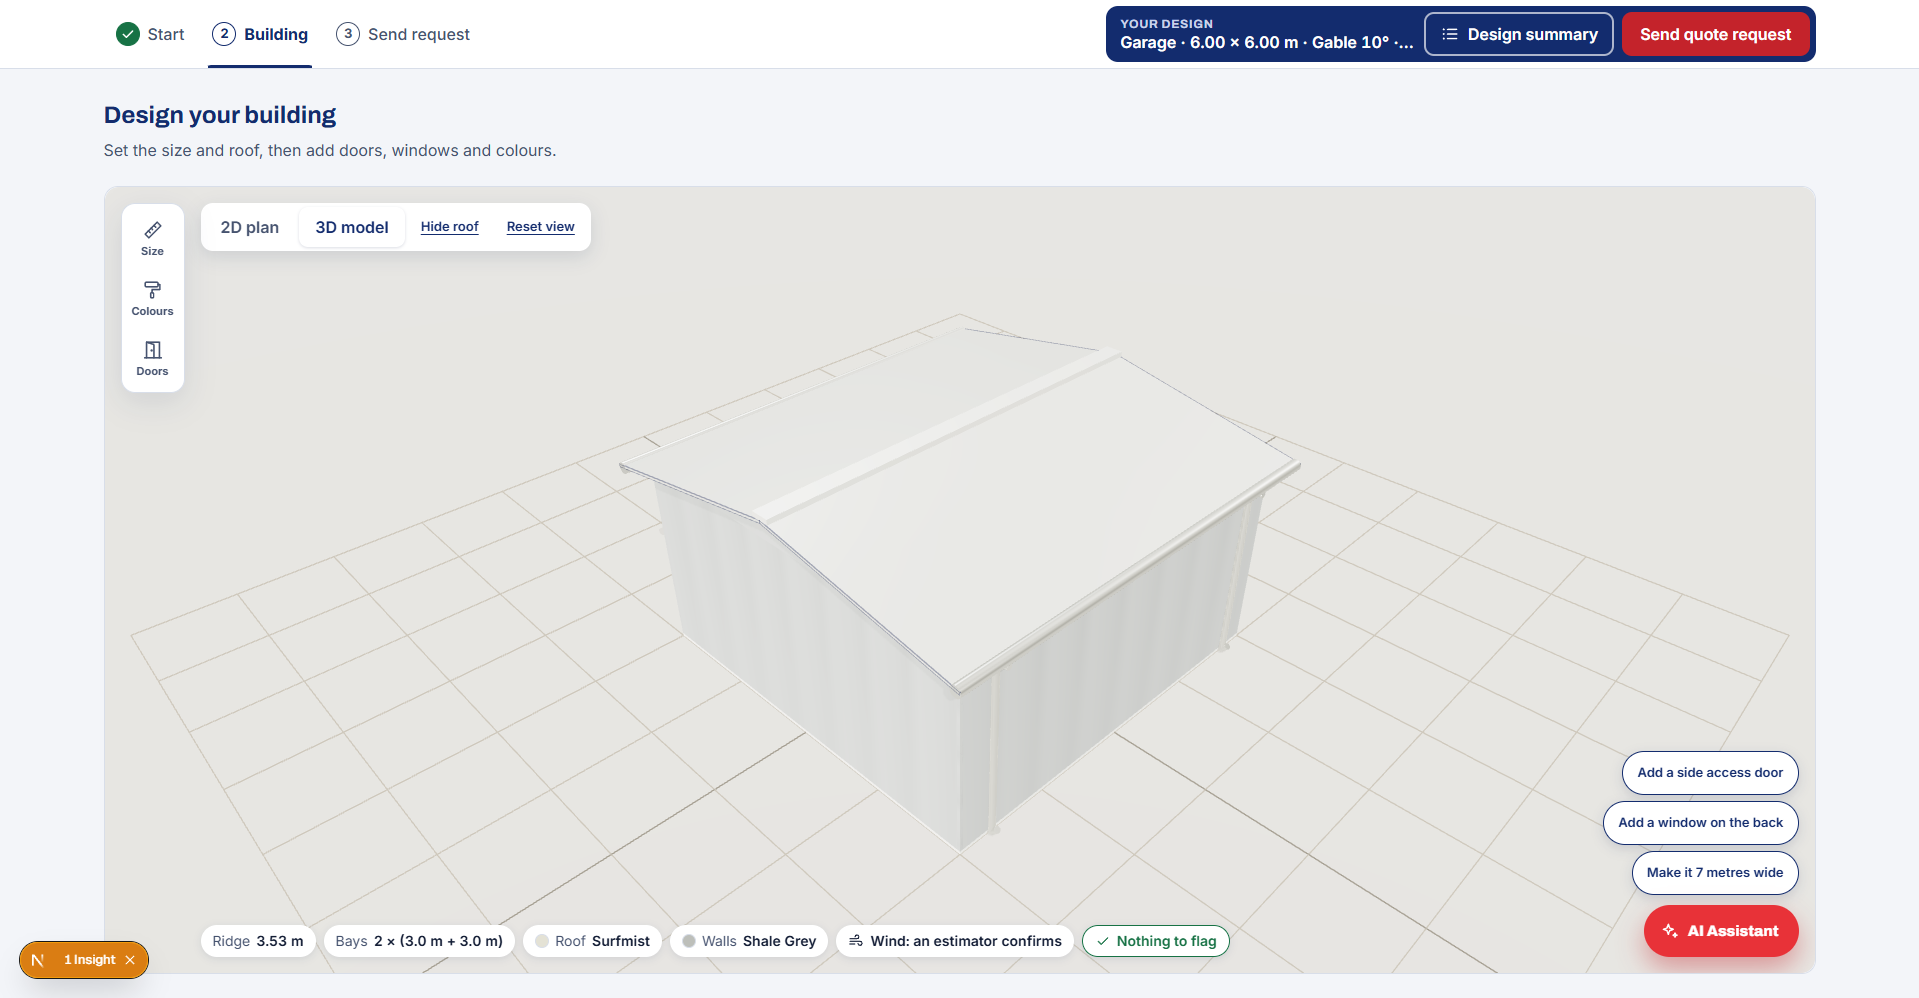 Start
2 Building
3 Send request
YOUR DESIGN
Garage · 6.00 × 6.00 m · Gable 10° ·...
Design summary
Send quote request
Design your building
Set the size and roof, then add doors, windows and colours.
Size
Colours
Doors
2D plan
3D model
Hide roof
Reset view
Add a side access door
Add a window on the back
Make it 7 metres wide
AI Assistant
Ridge 3.53 m
Bays 2 × (3.0 m + 3.0 m)
Roof Surfmist
Walls Shale Grey
Wind: an estimator confirms
Nothing to flag
N 1 Insight